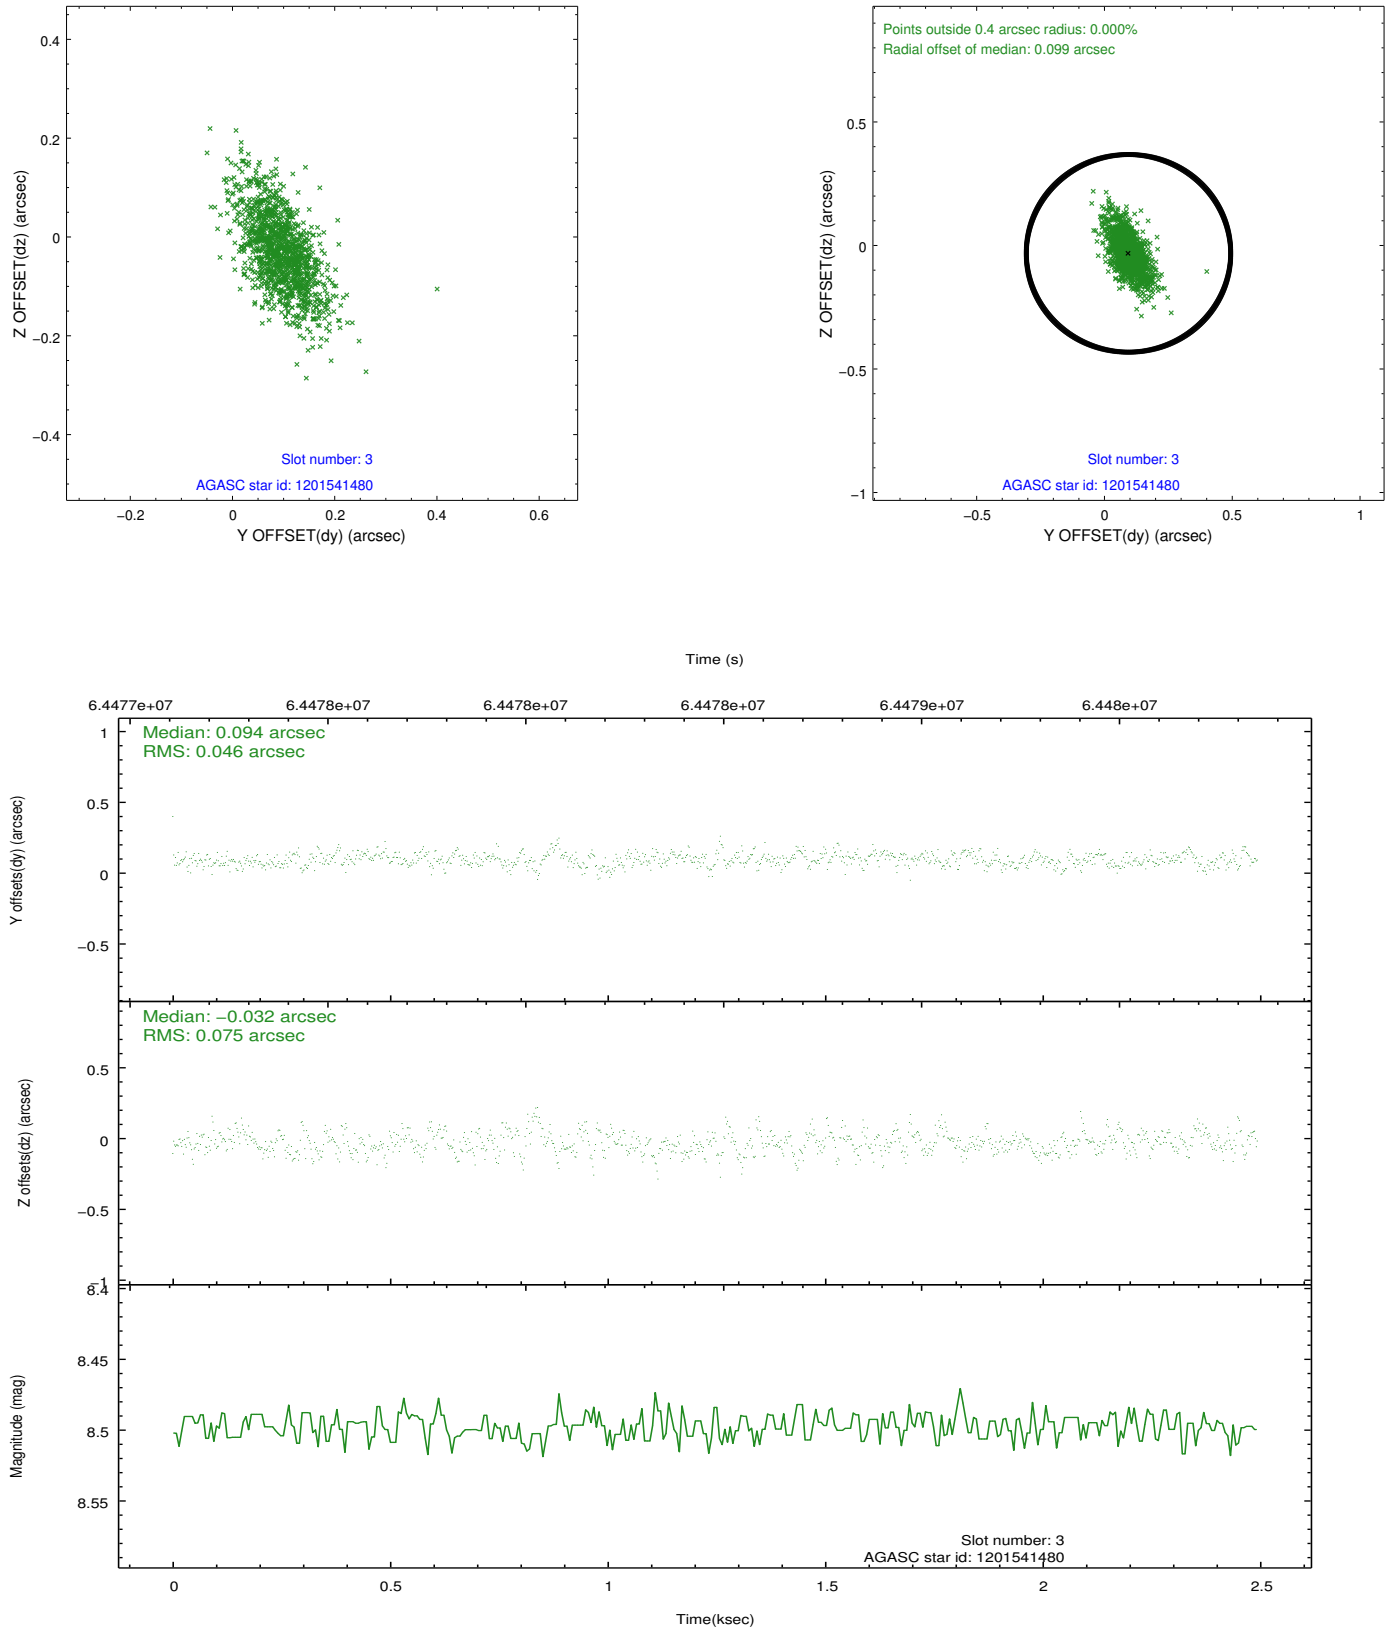 0.4
0.2
0
−0.2
−0.4
Z OFFSET(dz) (arcsec)
Slot number: 3
AGASC star id: 1201541480
−0.2 0 0.2 0.4 0.6
Y OFFSET(dy) (arcsec)
Points outside 0.4 arcsec radius: 0.000%
Radial offset of median: 0.099 arcsec
0.5
0
−0.5
−1
Z OFFSET(dz) (arcsec)
Slot number: 3
AGASC star id: 1201541480
−0.5 0 0.5 1
Y OFFSET(dy) (arcsec)
Time (s)
6.4477e+07 6.4478e+07 6.4478e+07 6.4478e+07 6.4479e+07 6.448e+07
Median: 0.094 arcsec
RMS: 0.046 arcsec
1
0.5
0
−0.5
Y offsets(dy) (arcsec)
Median: −0.032 arcsec
RMS: 0.075 arcsec
0.5
0
−0.5
−1
Z offsets(dz) (arcsec)
8.4
8.45
8.5
8.55
Magnitude (mag)
Slot number: 3
AGASC star id: 1201541480
0 0.5 1 1.5 2 2.5
Time(ksec)